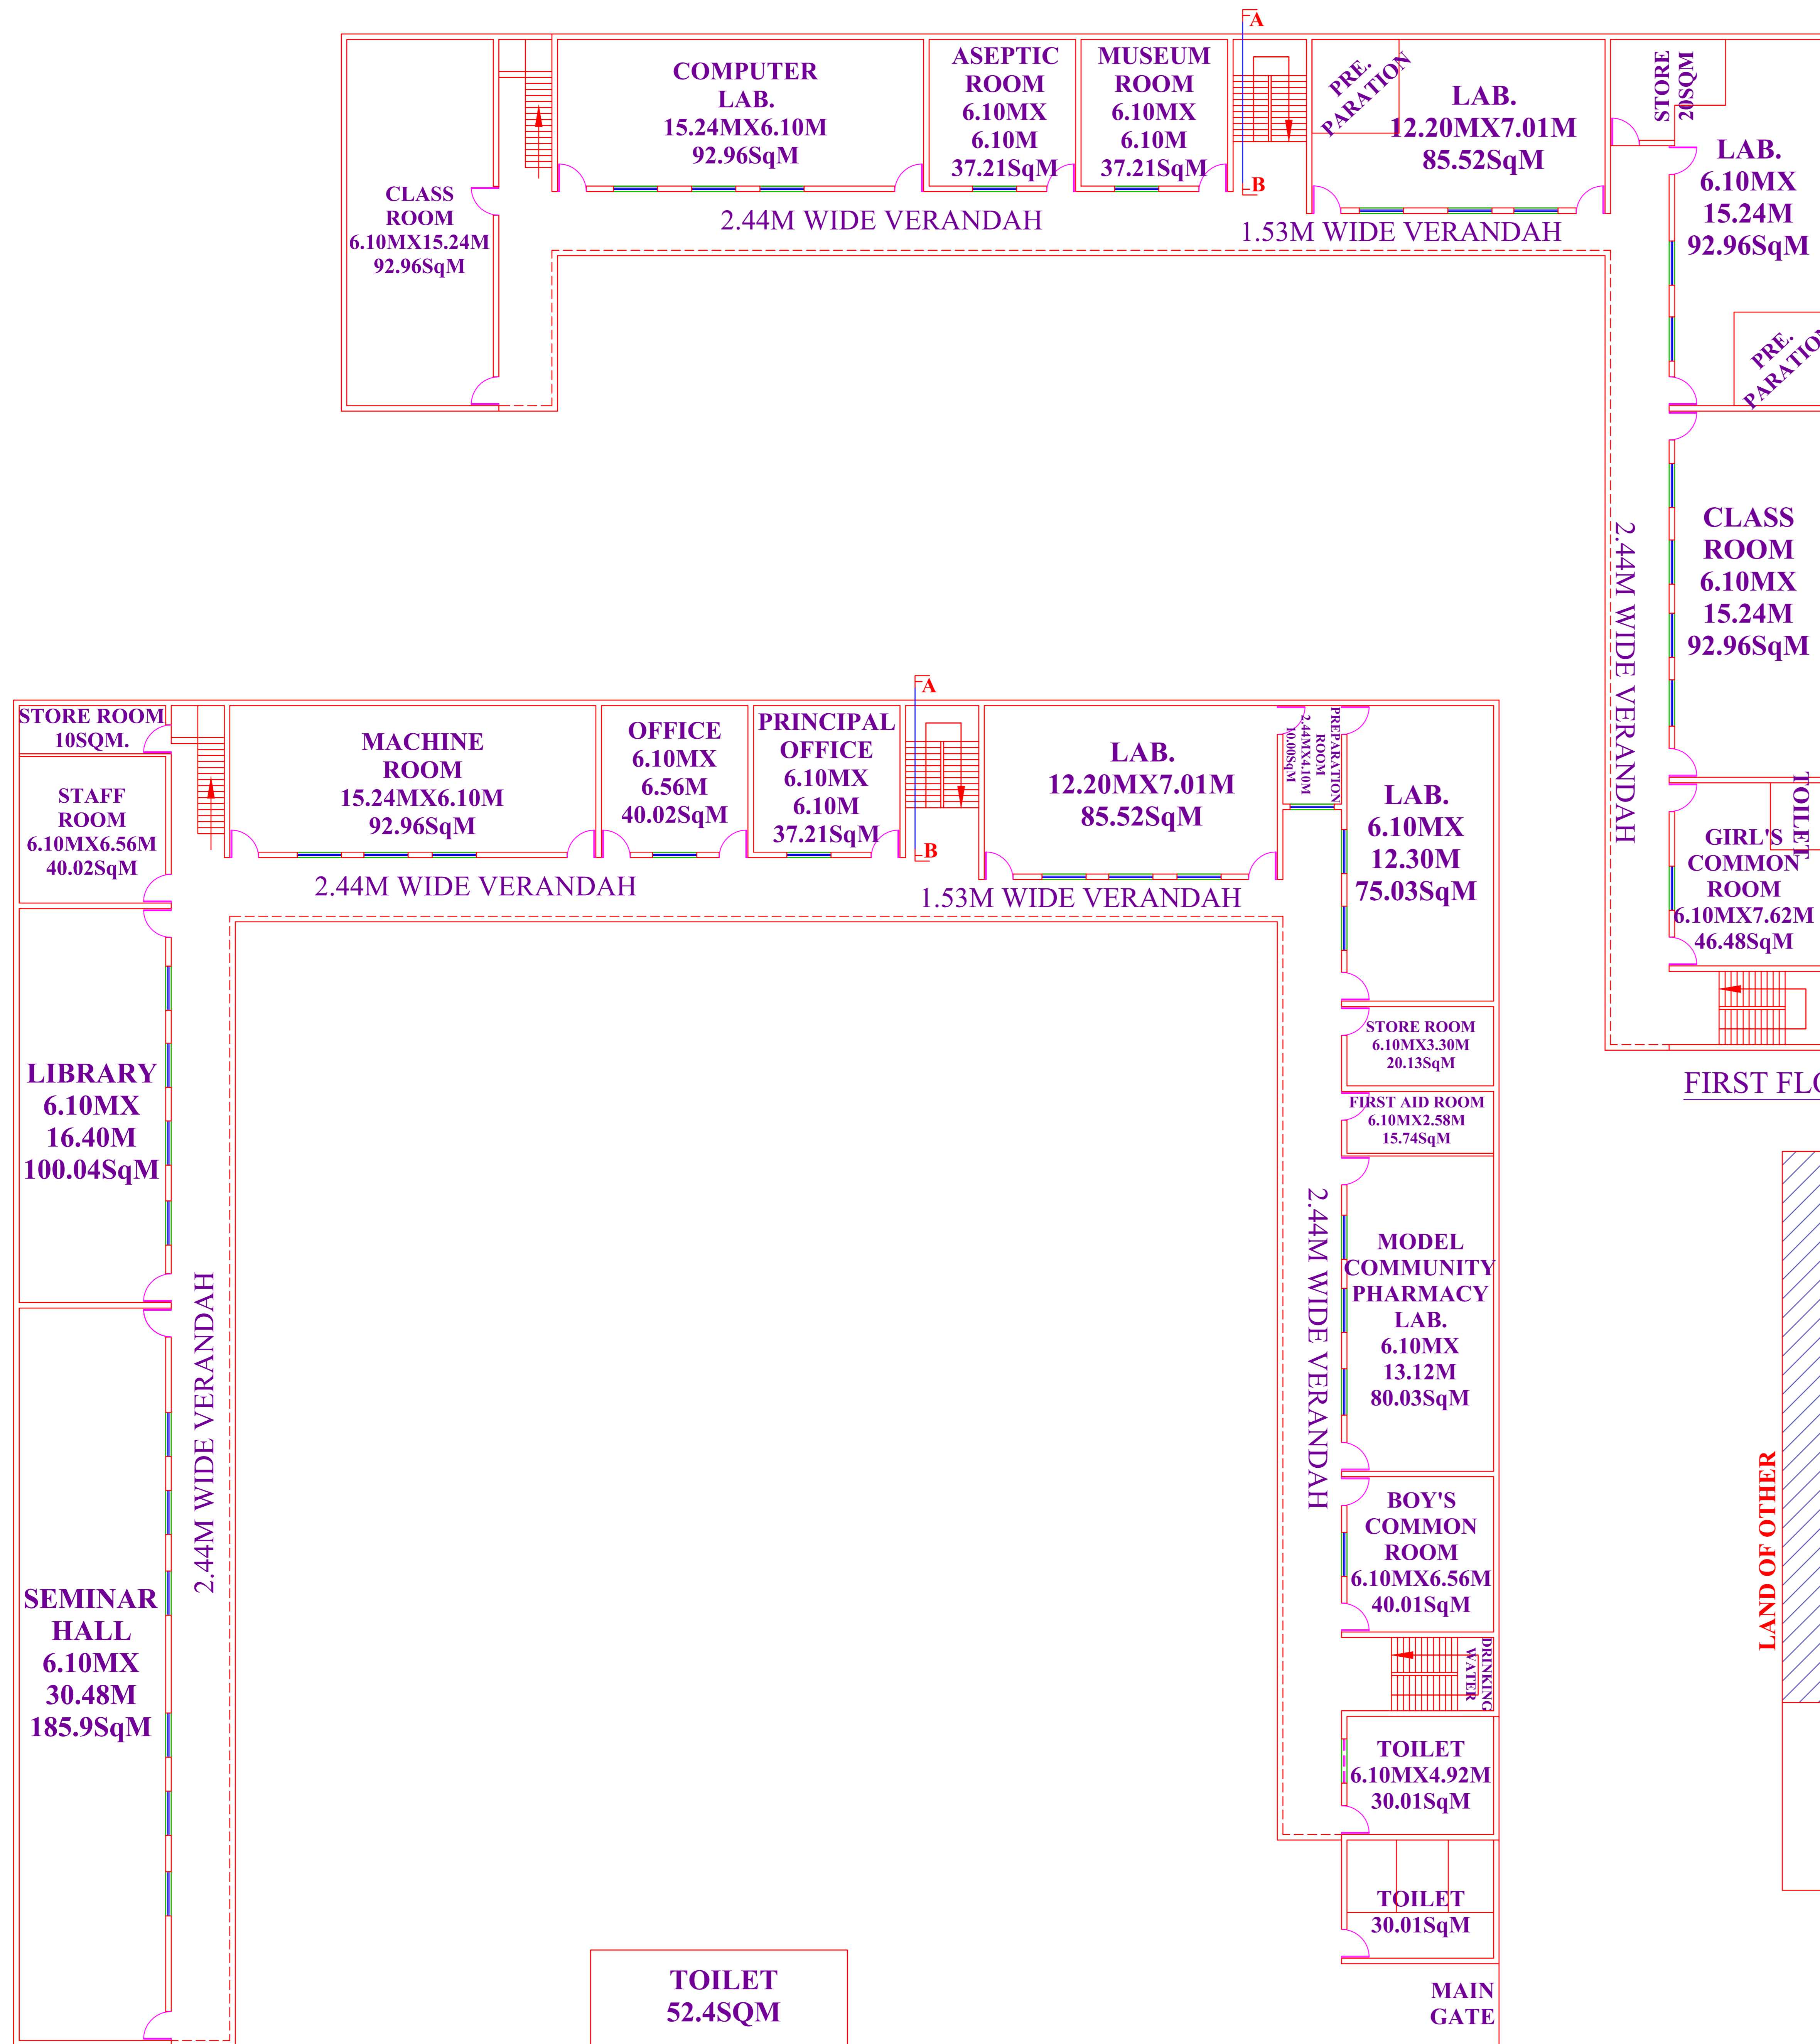 A
COMPUTER
LAB.
15.24MX6.10M
92.96SqM
ASEPTIC
ROOM
6.10MX
6.10M
37.21SqM
MUSEUM
ROOM
6.10MX
6.10M
37.21SqM
B
PRE.
PARATION
LAB.
12.20MX7.01M
85.52SqM
STORE
20SQM
LAB.
6.10MX
15.24M
92.96SqM
CLASS
ROOM
6.10MX15.24M
92.96SqM
2.44M WIDE VERANDAH
1.53M WIDE VERANDAH
PRE.
2.44M WIDE VERANDAH
CLASS
ROOM
6.10MX
15.24M
92.96SqM
TOILET
GIRL'S
COMMON
ROOM
6.10MX7.62M
46.48SqM
FIRST
A
STORE ROOM
10SQM.
STAFF
ROOM
6.10MX6.56M
40.02SqM
MACHINE
ROOM
15.24MX6.10M
92.96SqM
OFFICE
6.10MX
6.56M
40.02SqM
PRINCIPAL
OFFICE
6.10MX
6.10M
37.21SqM
B
LAB.
12.20MX7.01M
85.52SqM
PREPARATION
ROOM
2.44MX4.10M
10.00SqM
LAB.
6.10MX
12.30M
75.03SqM
2.44M WIDE VERANDAH
1.53M WIDE VERANDAH
STORE ROOM
6.10MX3.30M
20.13SqM
FIRST AID ROOM
6.10MX2.58M
15.74SqM
LIBRARY
6.10MX
16.40M
100.04SqM
2.44M WIDE VERANDAH
2.44M WIDE VERANDAH
MODEL
COMMUNITY
PHARMACY
LAB.
6.10MX
13.12M
80.03SqM
LAND OF OTHER
BOY'S
COMMON
ROOM
6.10MX6.56M
40.01SqM
SEMINAR
HALL
6.10MX
30.48M
185.9SqM
DRINKING
WATER
TOILET
6.10MX4.92M
30.01SqM
TOILET
30.01SqM
TOILET
52.4SQM
MAIN
GATE